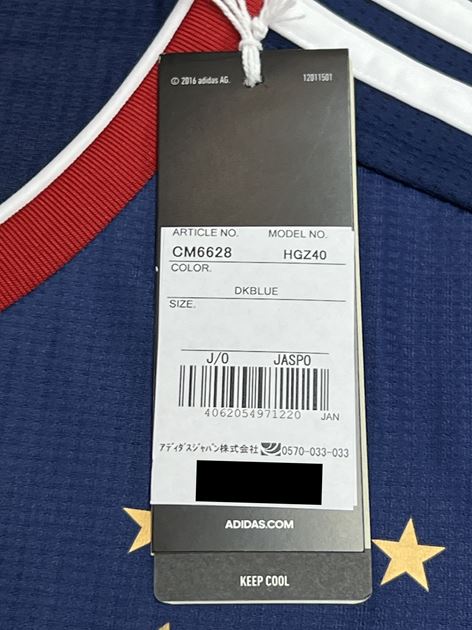 © 2016 adidas AG. 12011501
ARTICLE NO. MODEL NO.
CM6628 HGZ40
COLOR.
DKBLUE
SIZE.
J/O JASPO
4062054971220 JAN
アディダスジャパン株式会社 0570-033-033
ADIDAS.COM
KEEP COOL